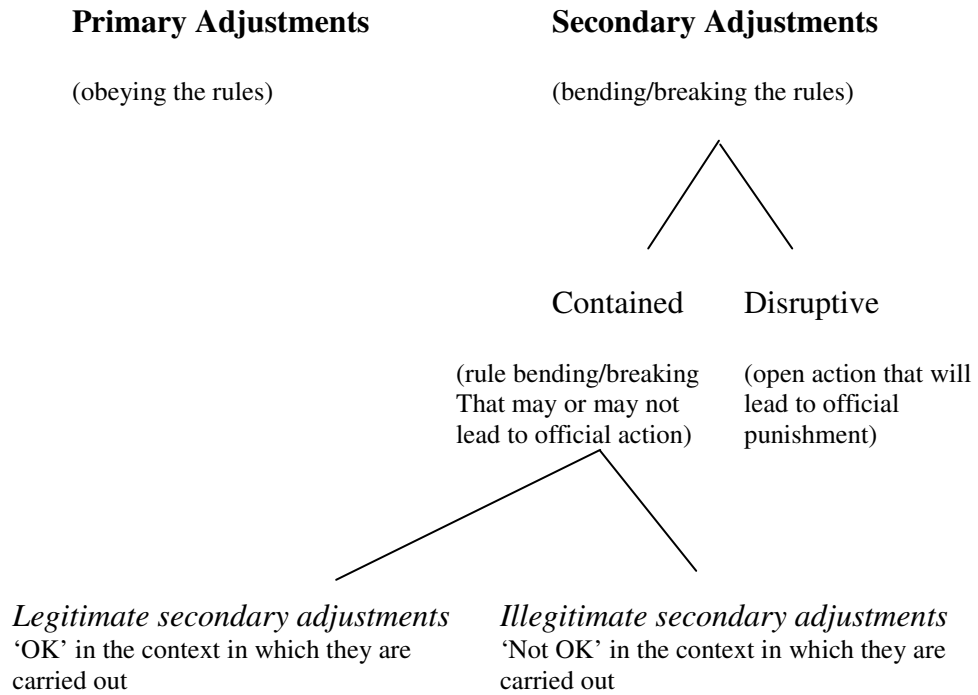 Primary Adjustments
Secondary Adjustments
(obeying the rules)
(bending/breaking the rules)
Contained
Disruptive
(rule bending/breaking
That may or may not
lead to official action)
(open action that will
lead to official
punishment)
Legitimate secondary adjustments
‘OK’ in the context in which they are
carried out
Illegitimate secondary adjustments
‘Not OK’ in the context in which they are
carried out